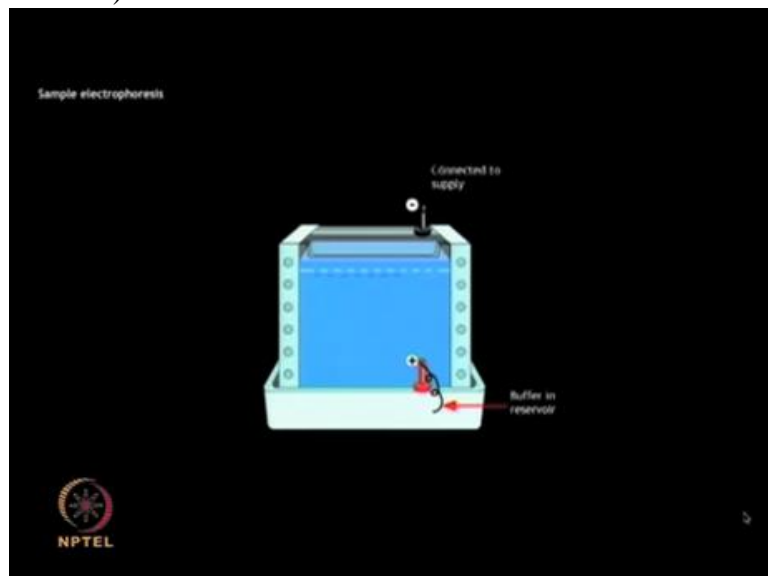 )
Sample electrophoresis
Connected to
supply
-
+
Buffer in
reservoir
NPTEL